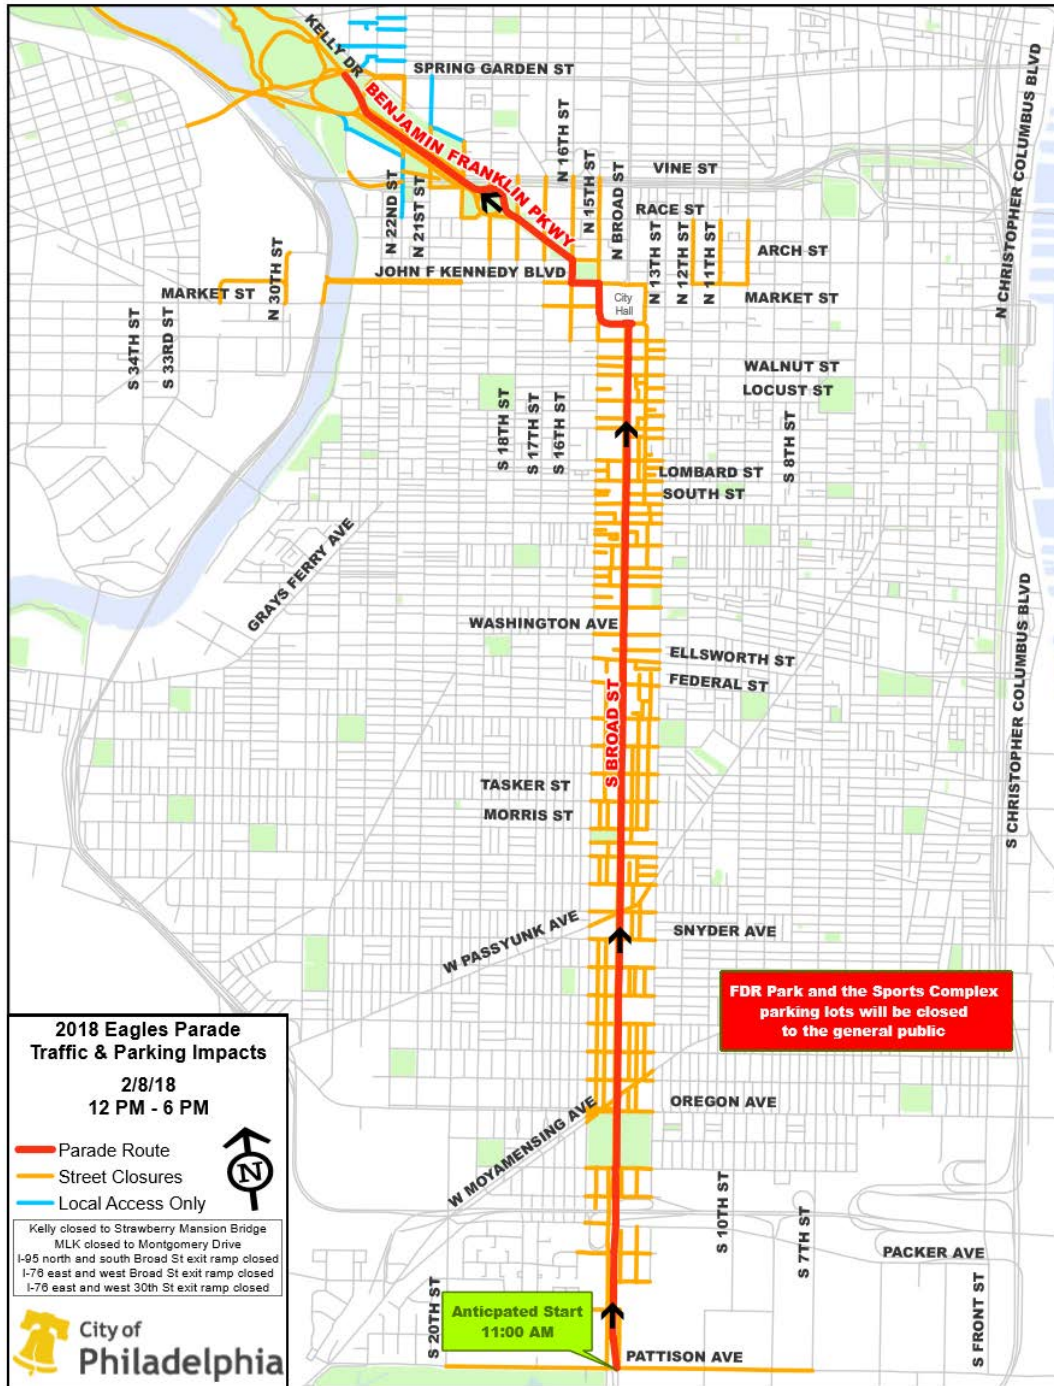 KELLY DR
SPRING GARDEN ST
BENJAMIN FRANKLIN PKWY
N 16TH ST
N 15TH ST
N BROAD ST
VINE ST
N 22ND ST
N 21ST ST
RACE ST
N 13TH ST
N 12TH ST
N 11TH ST
ARCH ST
N CHRISTOPHER COLUMBUS BLVD
N 30TH ST
JOHN F KENNEDY BLVD
MARKET ST
City
Hall
MARKET ST
S 34TH ST
S 33RD ST
WALNUT ST
LOCUST ST
S 18TH ST
S 17TH ST
S 16TH ST
S 8TH ST
LOMBARD ST
SOUTH ST
GRAYS FERRY AVE
WASHINGTON AVE
ELLSWORTH ST
FEDERAL ST
S BROAD ST
S CHRISTOPHER COLUMBUS BLVD
TASKER ST
MORRIS ST
W PASSYUNK AVE
SNYDER AVE
FDR Park and the Sports Complex
parking lots will be closed
to the general public
OREGON AVE
W MOYAMENSING AVE
S 10TH ST
S 7TH ST
PACKER AVE
S FRONT ST
S 20TH ST
Anticpated Start
11:00 AM
PATTISON AVE
2018 Eagles Parade
Traffic & Parking Impacts
2/8/18
12 PM - 6 PM
Parade Route
Street Closures
Local Access Only
N
Kelly closed to Strawberry Mansion Bridge
MLK closed to Montgomery Drive
I-95 north and south Broad St exit ramp closed
I-76 east and west Broad St exit ramp closed
I-76 east and west 30th St exit ramp closed
City of
Philadelphia